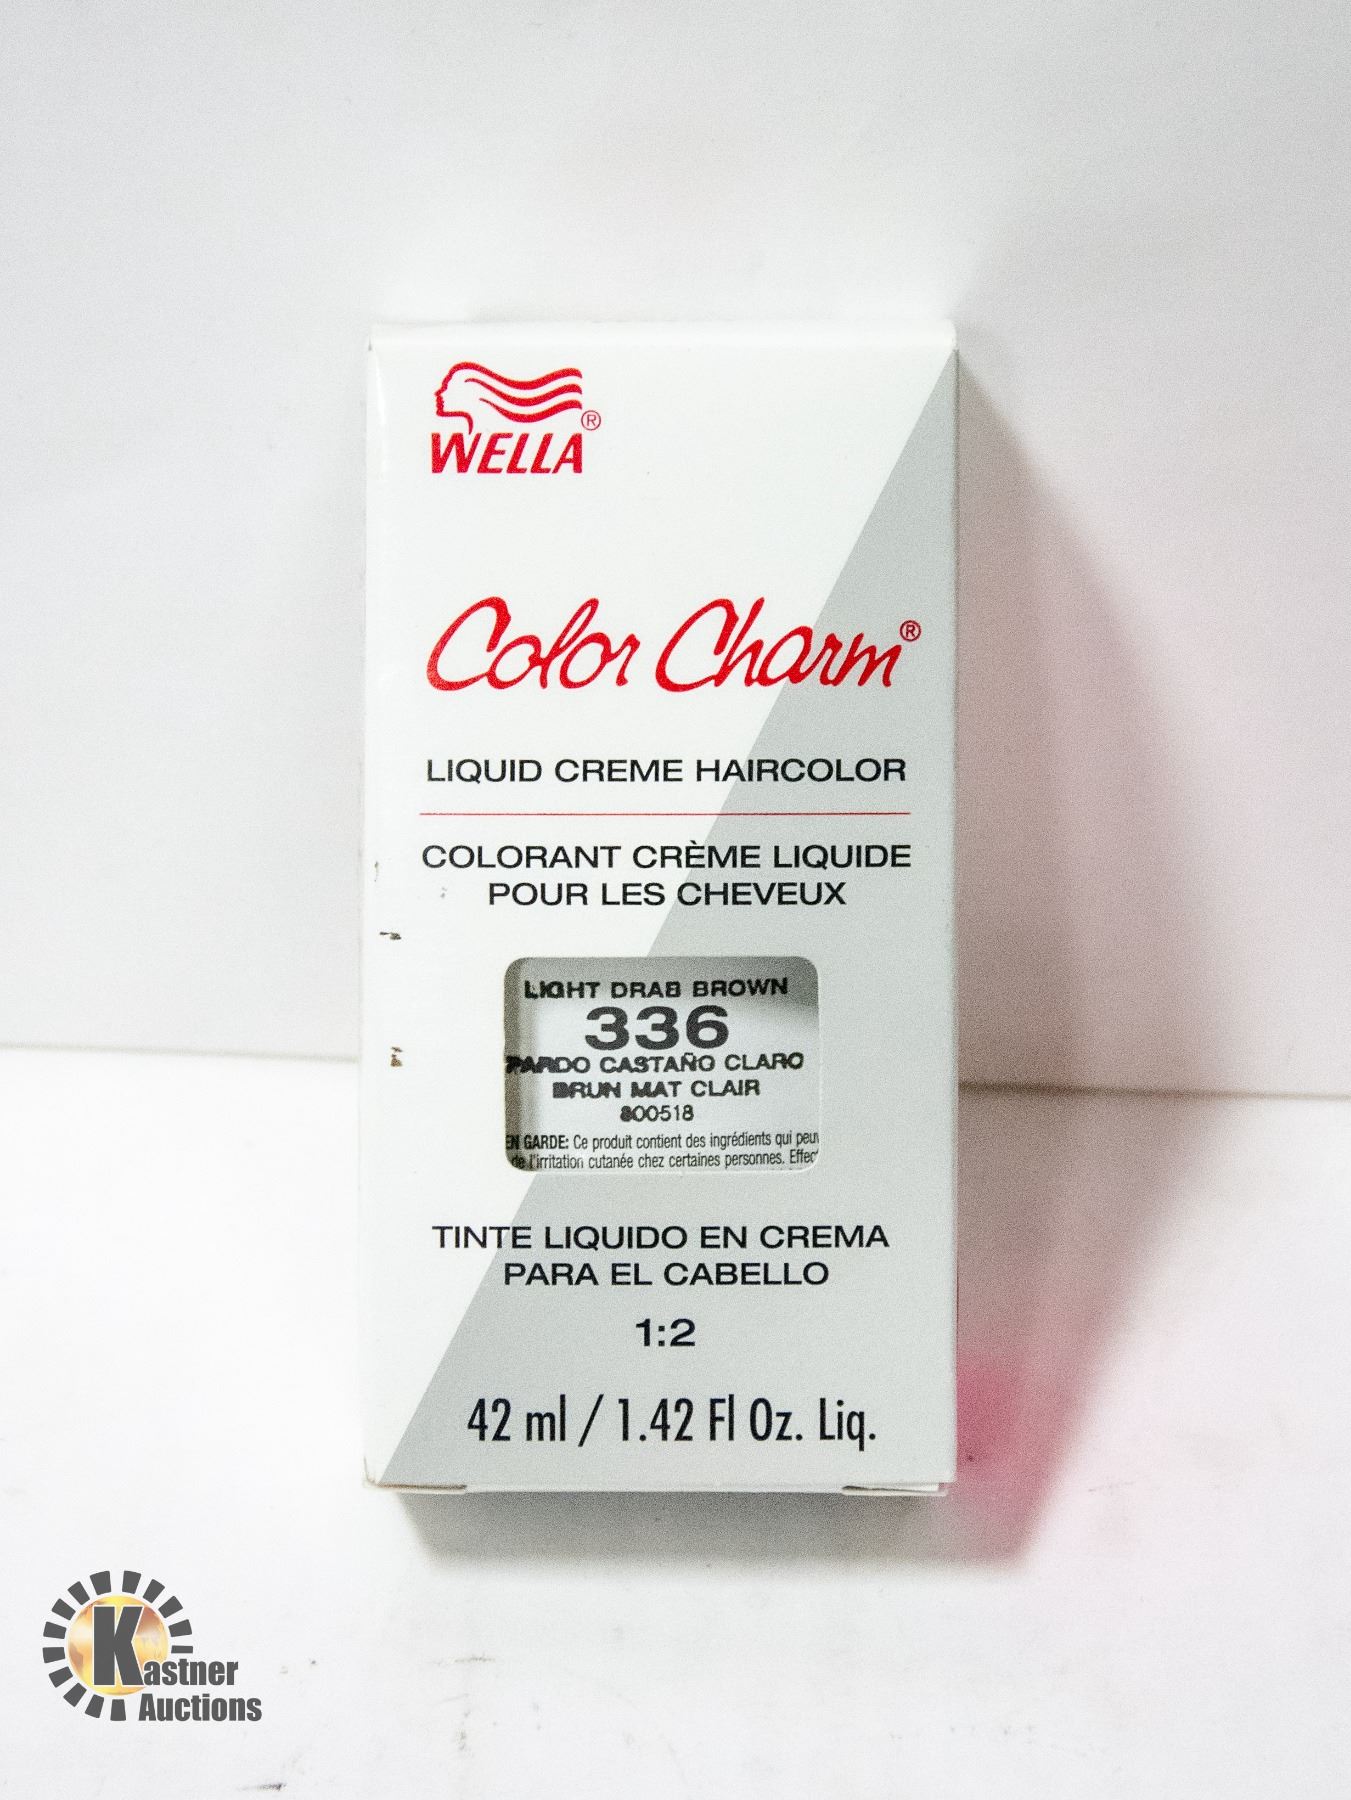 WELLA®
Color Charm®
LIQUID CREME HAIRCOLOR
COLORANT CRÈME LIQUIDE
POUR LES CHEVEUX
LIGHT DRAB BROWN
336
PARDO CASTAÑO CLARO
BRUN MAT CLAIR
800518
EN GARDE: Ce produit contient des ingrédients qui peuv
de l'irritation cutanée chez certaines personnes. Effec
TINTE LIQUIDO EN CREMA
PARA EL CABELLO
1:2
42 ml / 1.42 Fl Oz. Liq.
Kastner
Auctions